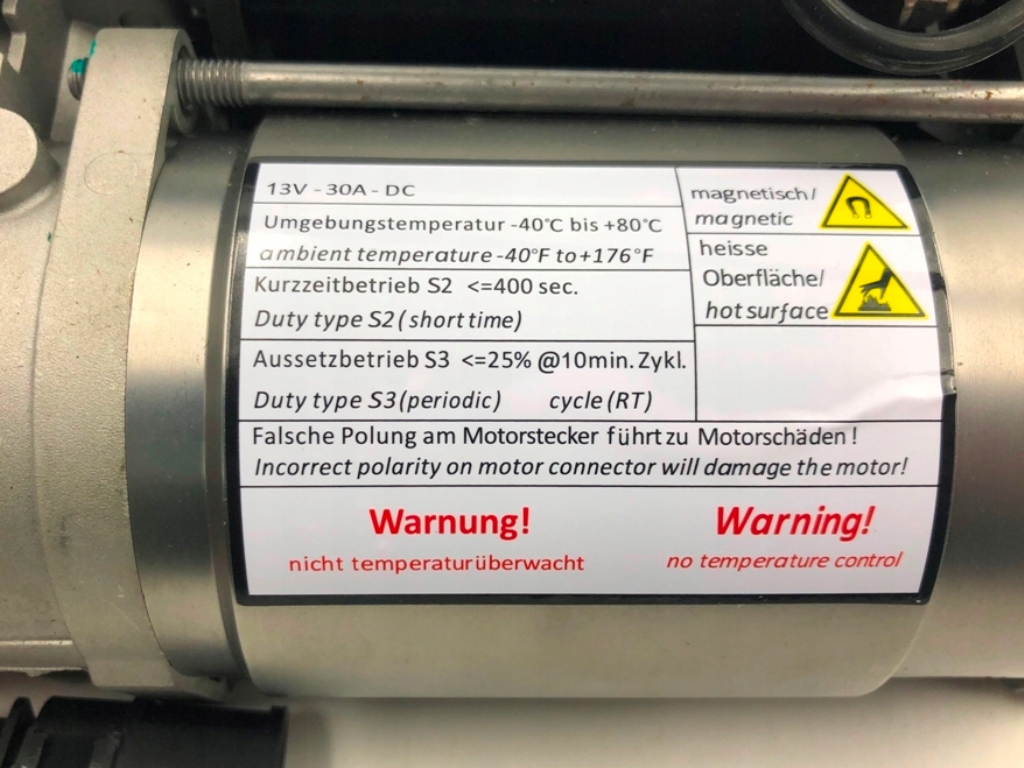 13V - 30A - DC
Umgebungstemperatur -40°C bis +80°C
ambient temperature -40°F to +176°F
Kurzzeitbetrieb S2 <=400 sec.
Duty type S2 (short time)
Aussetzbetrieb S3 <=25% @10min. Zykl.
Duty type S3 (periodic) cycle (RT)
magnetisch/
magnetic
heisse
Oberfläche/
hot surface
Falsche Polung am Motorstecker führt zu Motorschäden !
Incorrect polarity on motor connector will damage the motor!
Warnung!
nicht temperaturüberwacht
Warning!
no temperature control